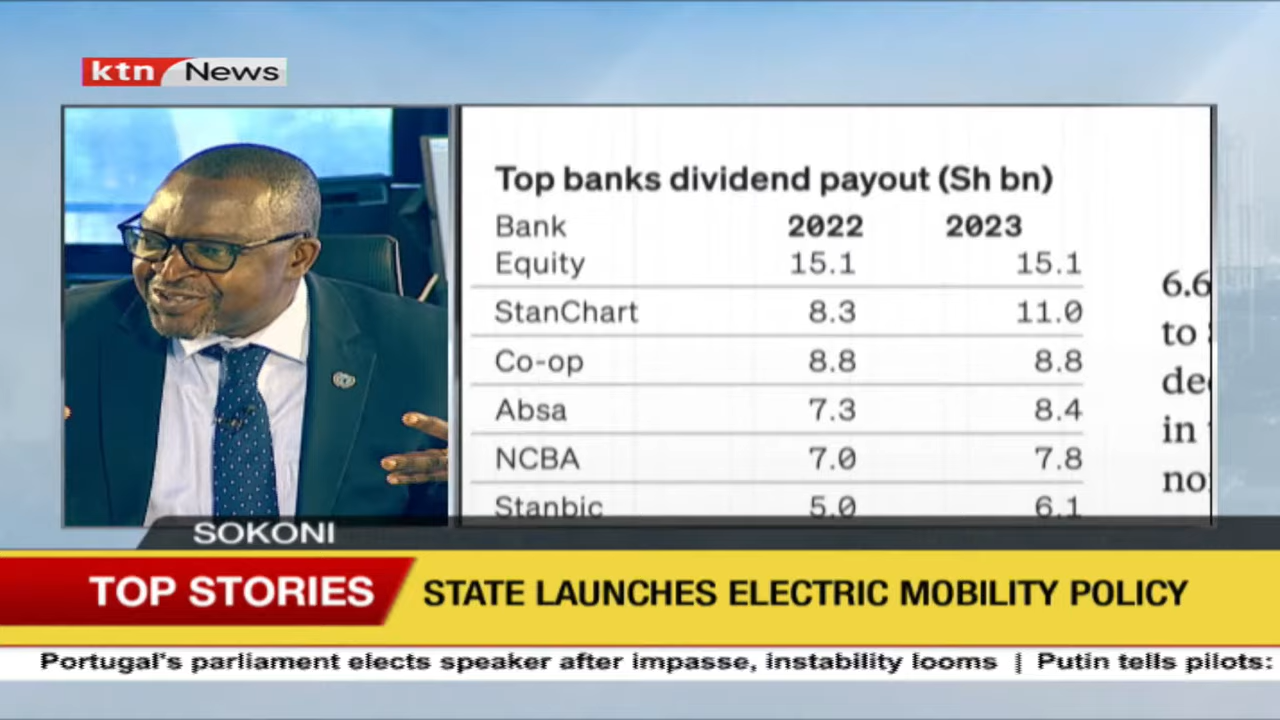 ktn News
Top banks dividend payout (Sh bn)
Bank 2022 2023
Equity 15.1 15.1
StanChart 8.3 11.0
Co-op 8.8 8.8
Absa 7.3 8.4
NCBA 7.0 7.8
Stanbic 5.0 6.1
6.6
to
in
SOKONI
TOP STORIES STATE LAUNCHES ELECTRIC MOBILITY POLICY
Portugal's parliament elects speaker after impasse, instability looms | Putin tells pilots: